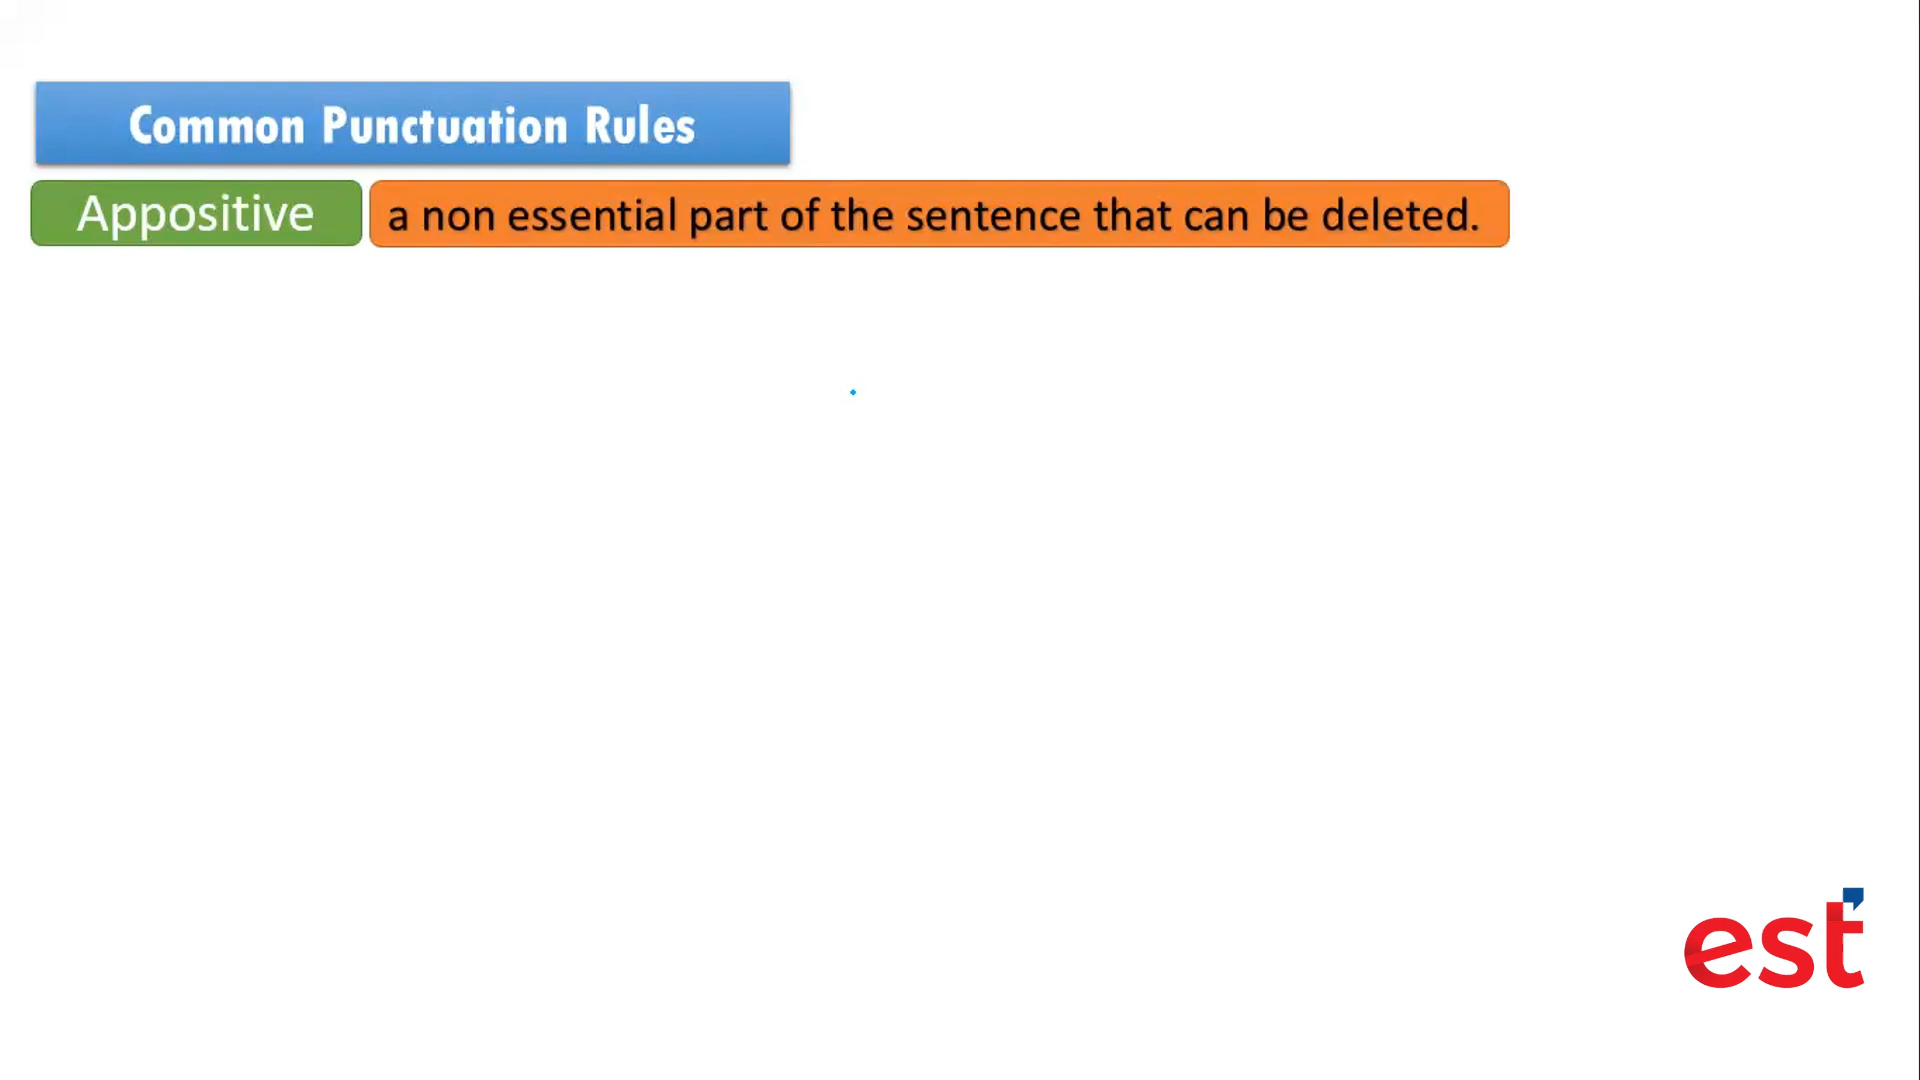 Common Punctuation Rules
Appositive
a non essential part of the sentence that can be deleted.
est